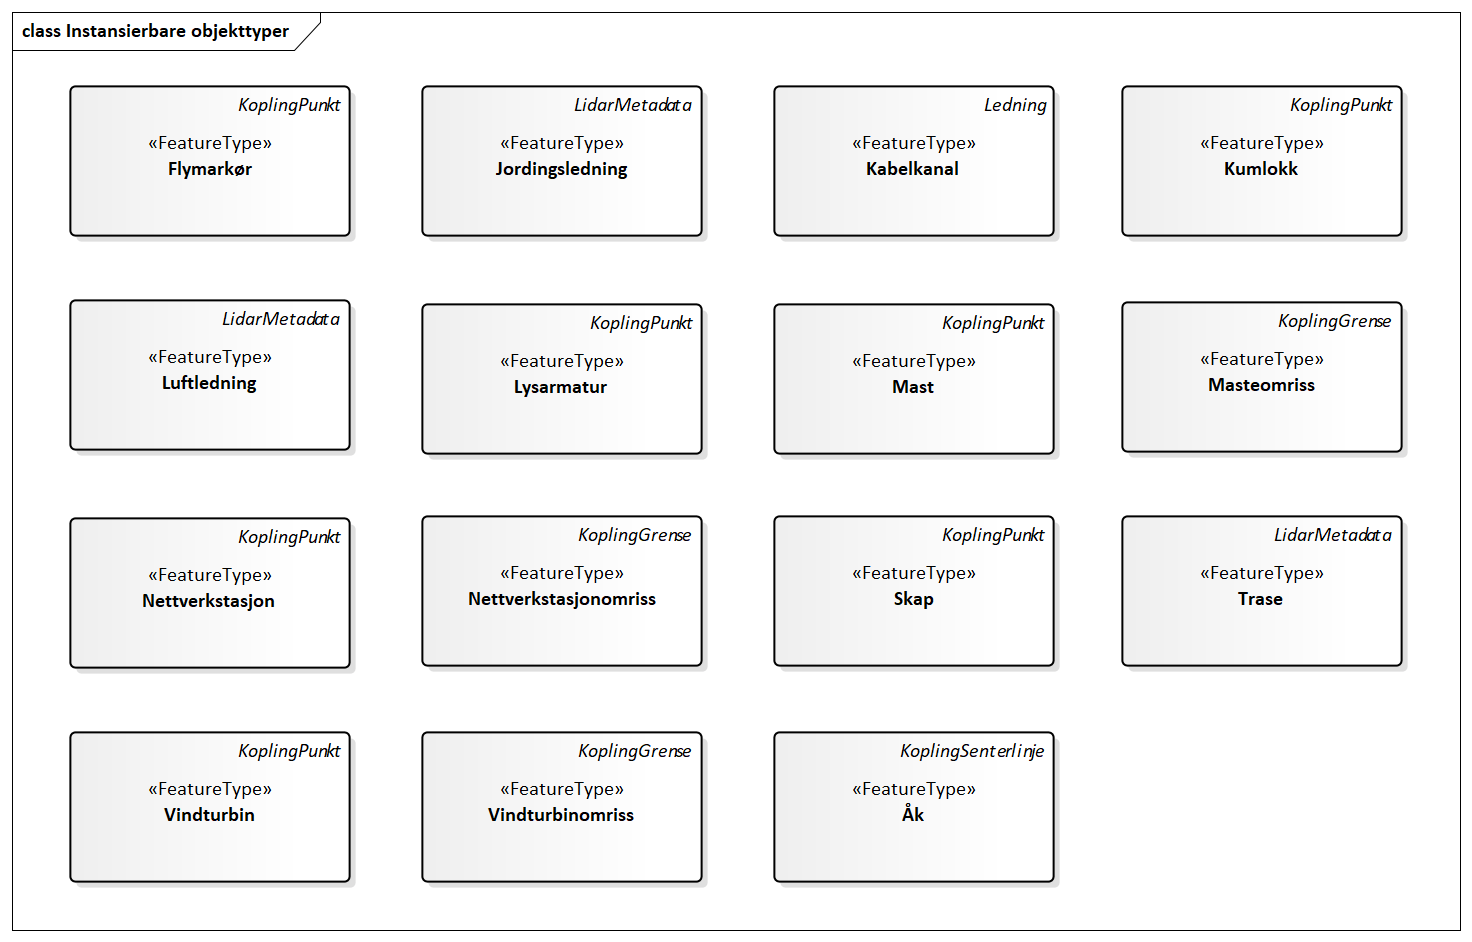 class Instansierbare objekttyper
KoplingPunkt
«FeatureType»
Flymarkør
LidarMetadata
«FeatureType»
Jordingsledning
Ledning
«FeatureType»
Kabelkanal
KoplingPunkt
«FeatureType»
Kumlokk
LidarMetadata
«FeatureType»
Luftledning
KoplingPunkt
«FeatureType»
Lysarmatur
KoplingPunkt
«FeatureType»
Mast
KoplingGrense
«FeatureType»
Masteomriss
KoplingPunkt
«FeatureType»
Nettverkstasjon
KoplingGrense
«FeatureType»
Nettverkstasjonomriss
KoplingPunkt
«FeatureType»
Skap
LidarMetadata
«FeatureType»
Trase
KoplingPunkt
«FeatureType»
Vindturbin
KoplingGrense
«FeatureType»
Vindturbinomriss
KoplingSenterlinje
«FeatureType»
Åk